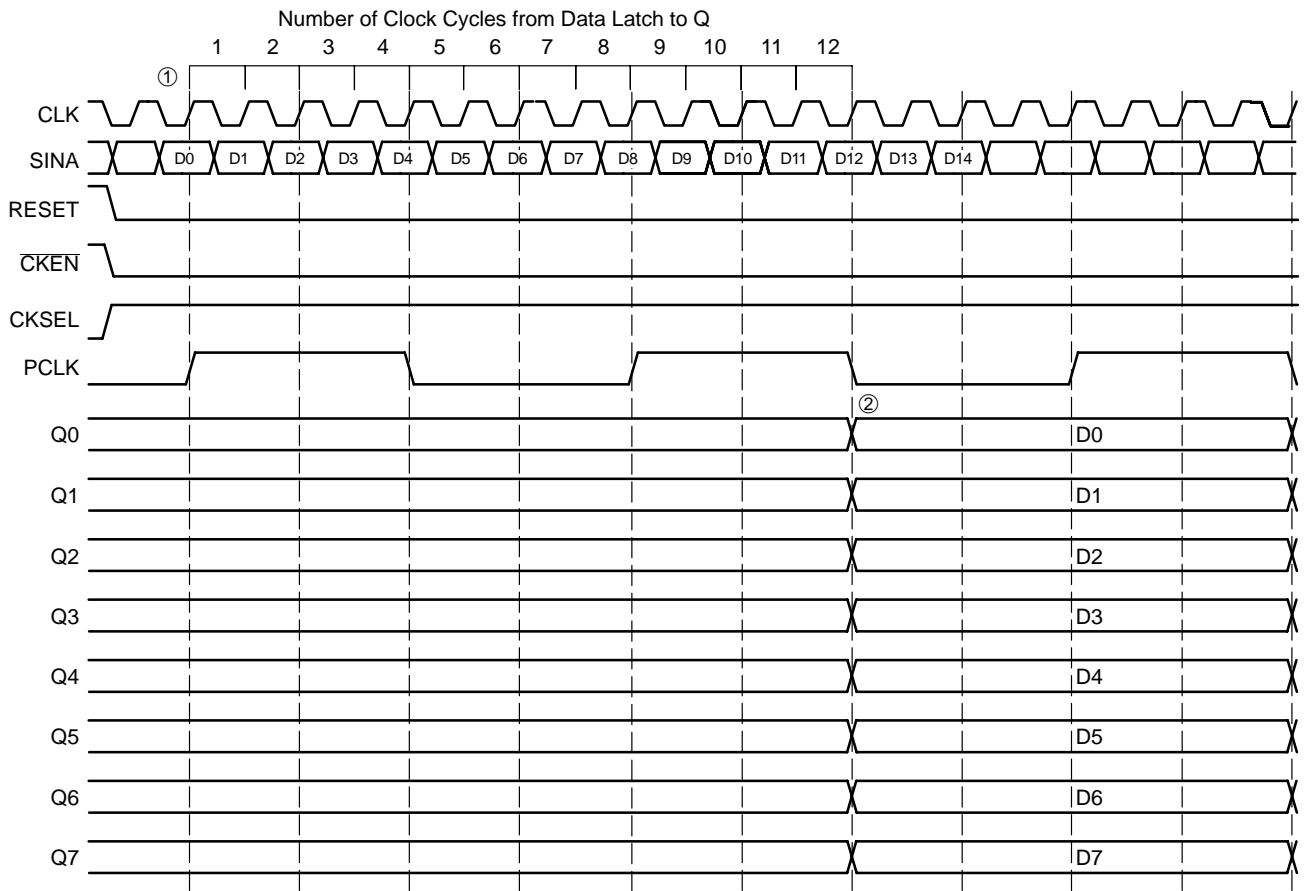 Number of Clock Cycles from Data Latch to Q
1 2 3 4 5 6 7 8 9 10 11 12
①
CLK
SINA D0 D1 D2 D3 D4 D5 D6 D7 D8 D9 D10 D11 D12 D13 D14
RESET
CKEN
CKSEL
PCLK
②
Q0 D0
Q1 D1
Q2 D2
Q3 D3
Q4 D4
Q5 D5
Q6 D6
Q7 D7